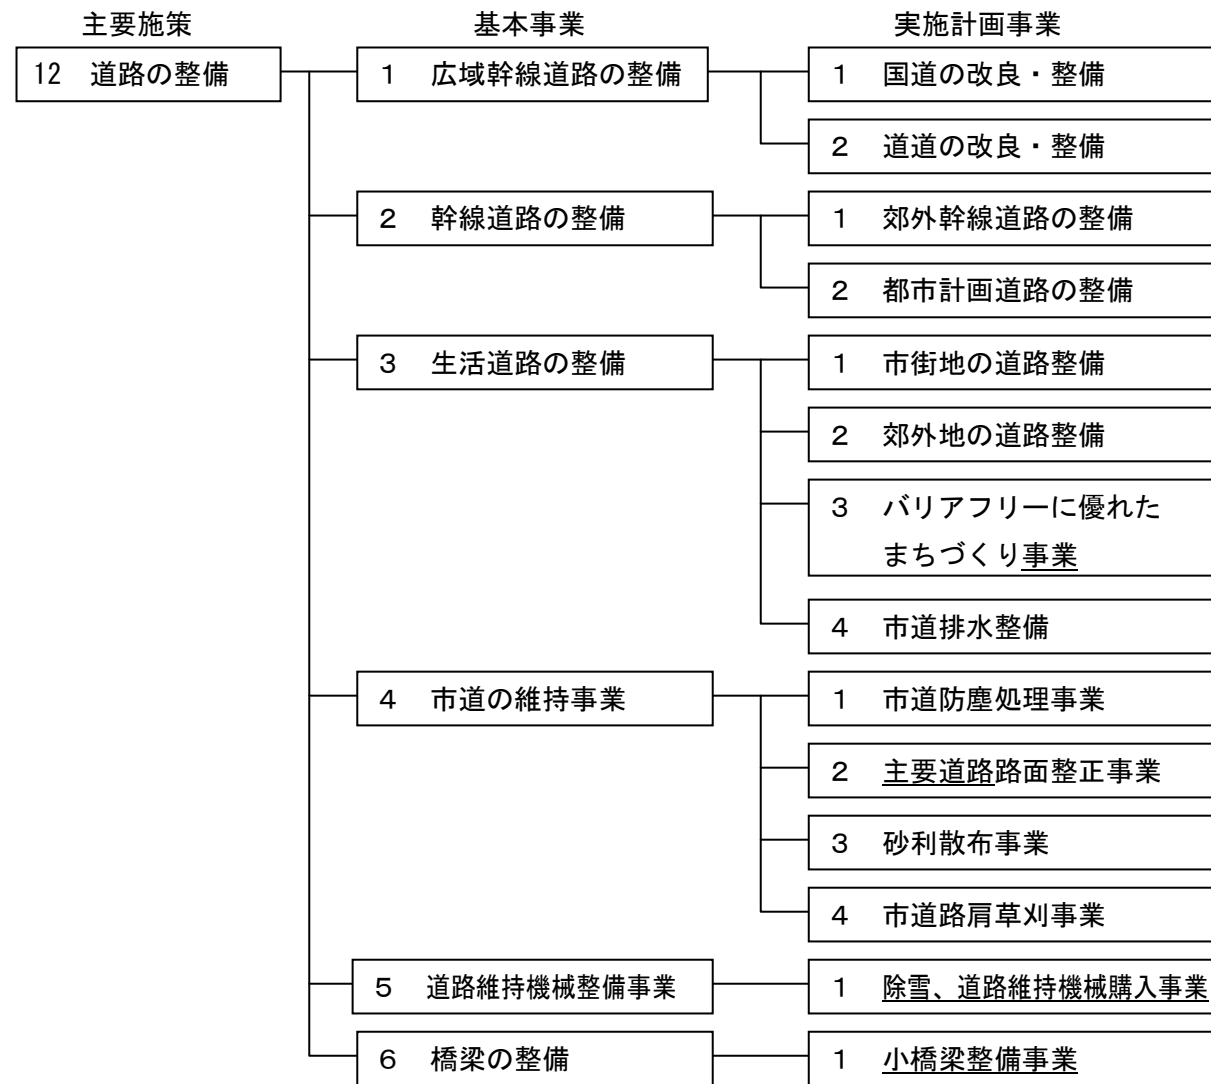 主要施策 基本事業 実施計画事業
12 道路の整備 1 広域幹線道路の整備 1 国道の改良・整備
2 道道の改良・整備
2 幹線道路の整備 1 郊外幹線道路の整備
2 都市計画道路の整備
3 生活道路の整備 1 市街地の道路整備
2 郊外地の道路整備
3 バリアフリーに優れた
まちづくり事業
4 市道排水整備
4 市道の維持事業 1 市道防塵処理事業
2 主要道路路面整正事業
3 砂利散布事業
4 市道路肩草刈事業
5 道路維持機械整備事業 1 除雪、道路維持機械購入事業
6 橋梁の整備 1 小橋梁整備事業